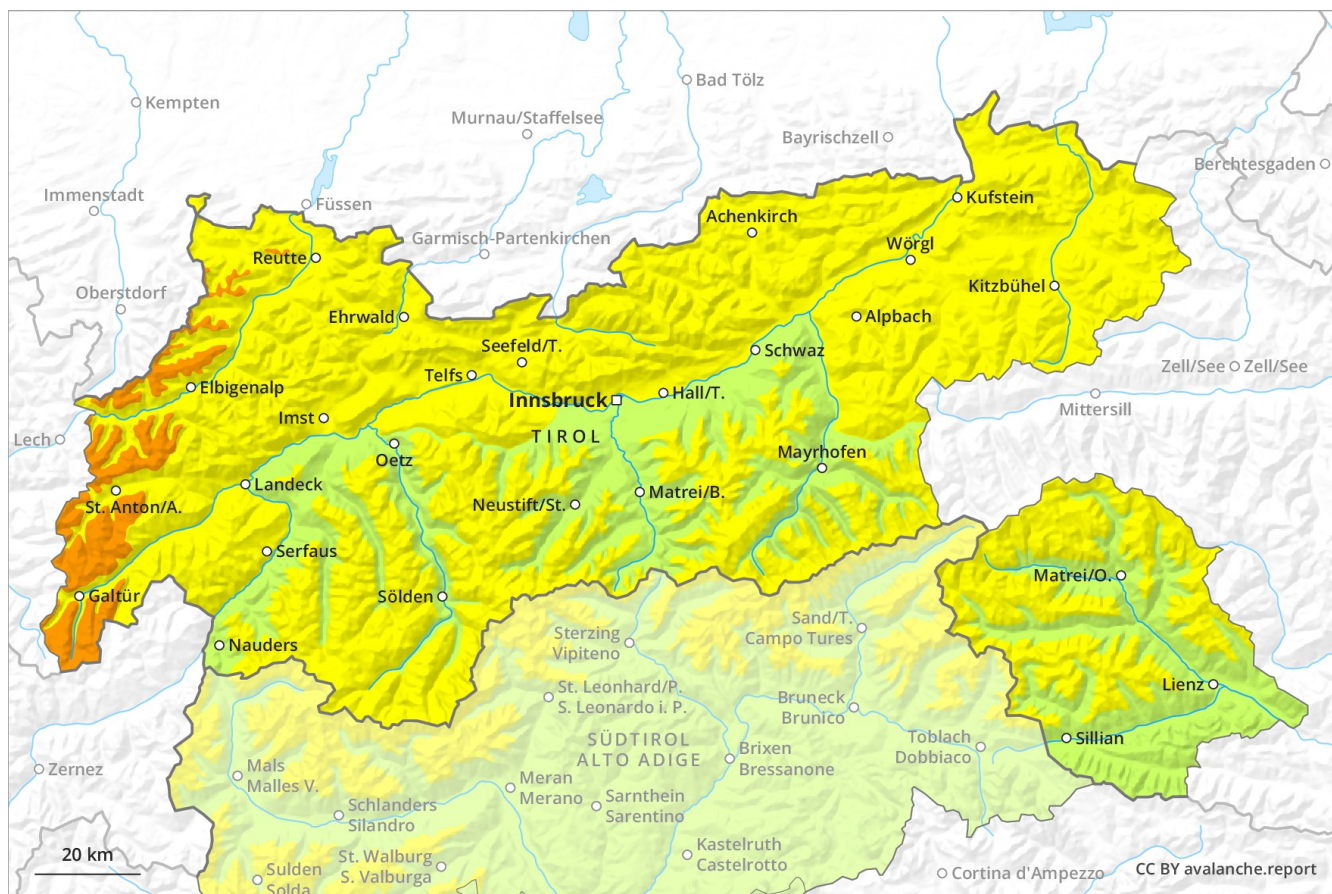 Kempten
Bad Tölz
Murnau/Staffelsee
Bayrischzell
Berchtesgaden
Immenstadt
Füssen
Kufstein
Achenkirch
Garmisch-Partenkirchen
Wörgl
Reutte
Oberstdorf
Kitzbühel
Ehrwald
Alpbach
Seefeld/T.
Schwaz
Telfs
Zell/See
Zell/See
Elbigenalp
Hall/T.
Innsbruck
Mittersill
Imst
Lech
TIROL
Oetz
Mayrhofen
Landeck
Matrei/B.
St. Anton/A.
Neustift/St.
Serfaus
Matrei/O.
Galtür
Sölden
Sand/T.
Campo Tures
Sterzing
Vipiteno
Nauders
Lienz
St. Leonhard/P.
S. Leonardo i. P.
Bruneck
Brunico
SÜDTIROL
ALTO ADIGE
Sillian
Toblach
Dobbiaco
Brixen
Bressanone
Zernez
Mals
Malles V.
Meran
Merano
Sarnthein
Sarentino
Schlanders
Silandro
Kastelruth
Castelrotto
20 km
St. Walburg
S. Valburga
Sulden
Solda
Cortina d'Ampezzo
CC BY avalanche.report